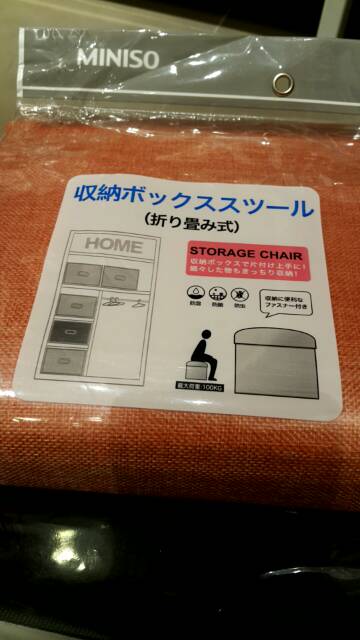 MINISO
収納ボックススツール
(折り畳み式)
HOME
STORAGE CHAIR
収納ボックスで片付け上手に!
細々した物もきっちり収納!
防湿 防菌 防虫
収納に便利な
ファスナー付き
最大荷重:100KG